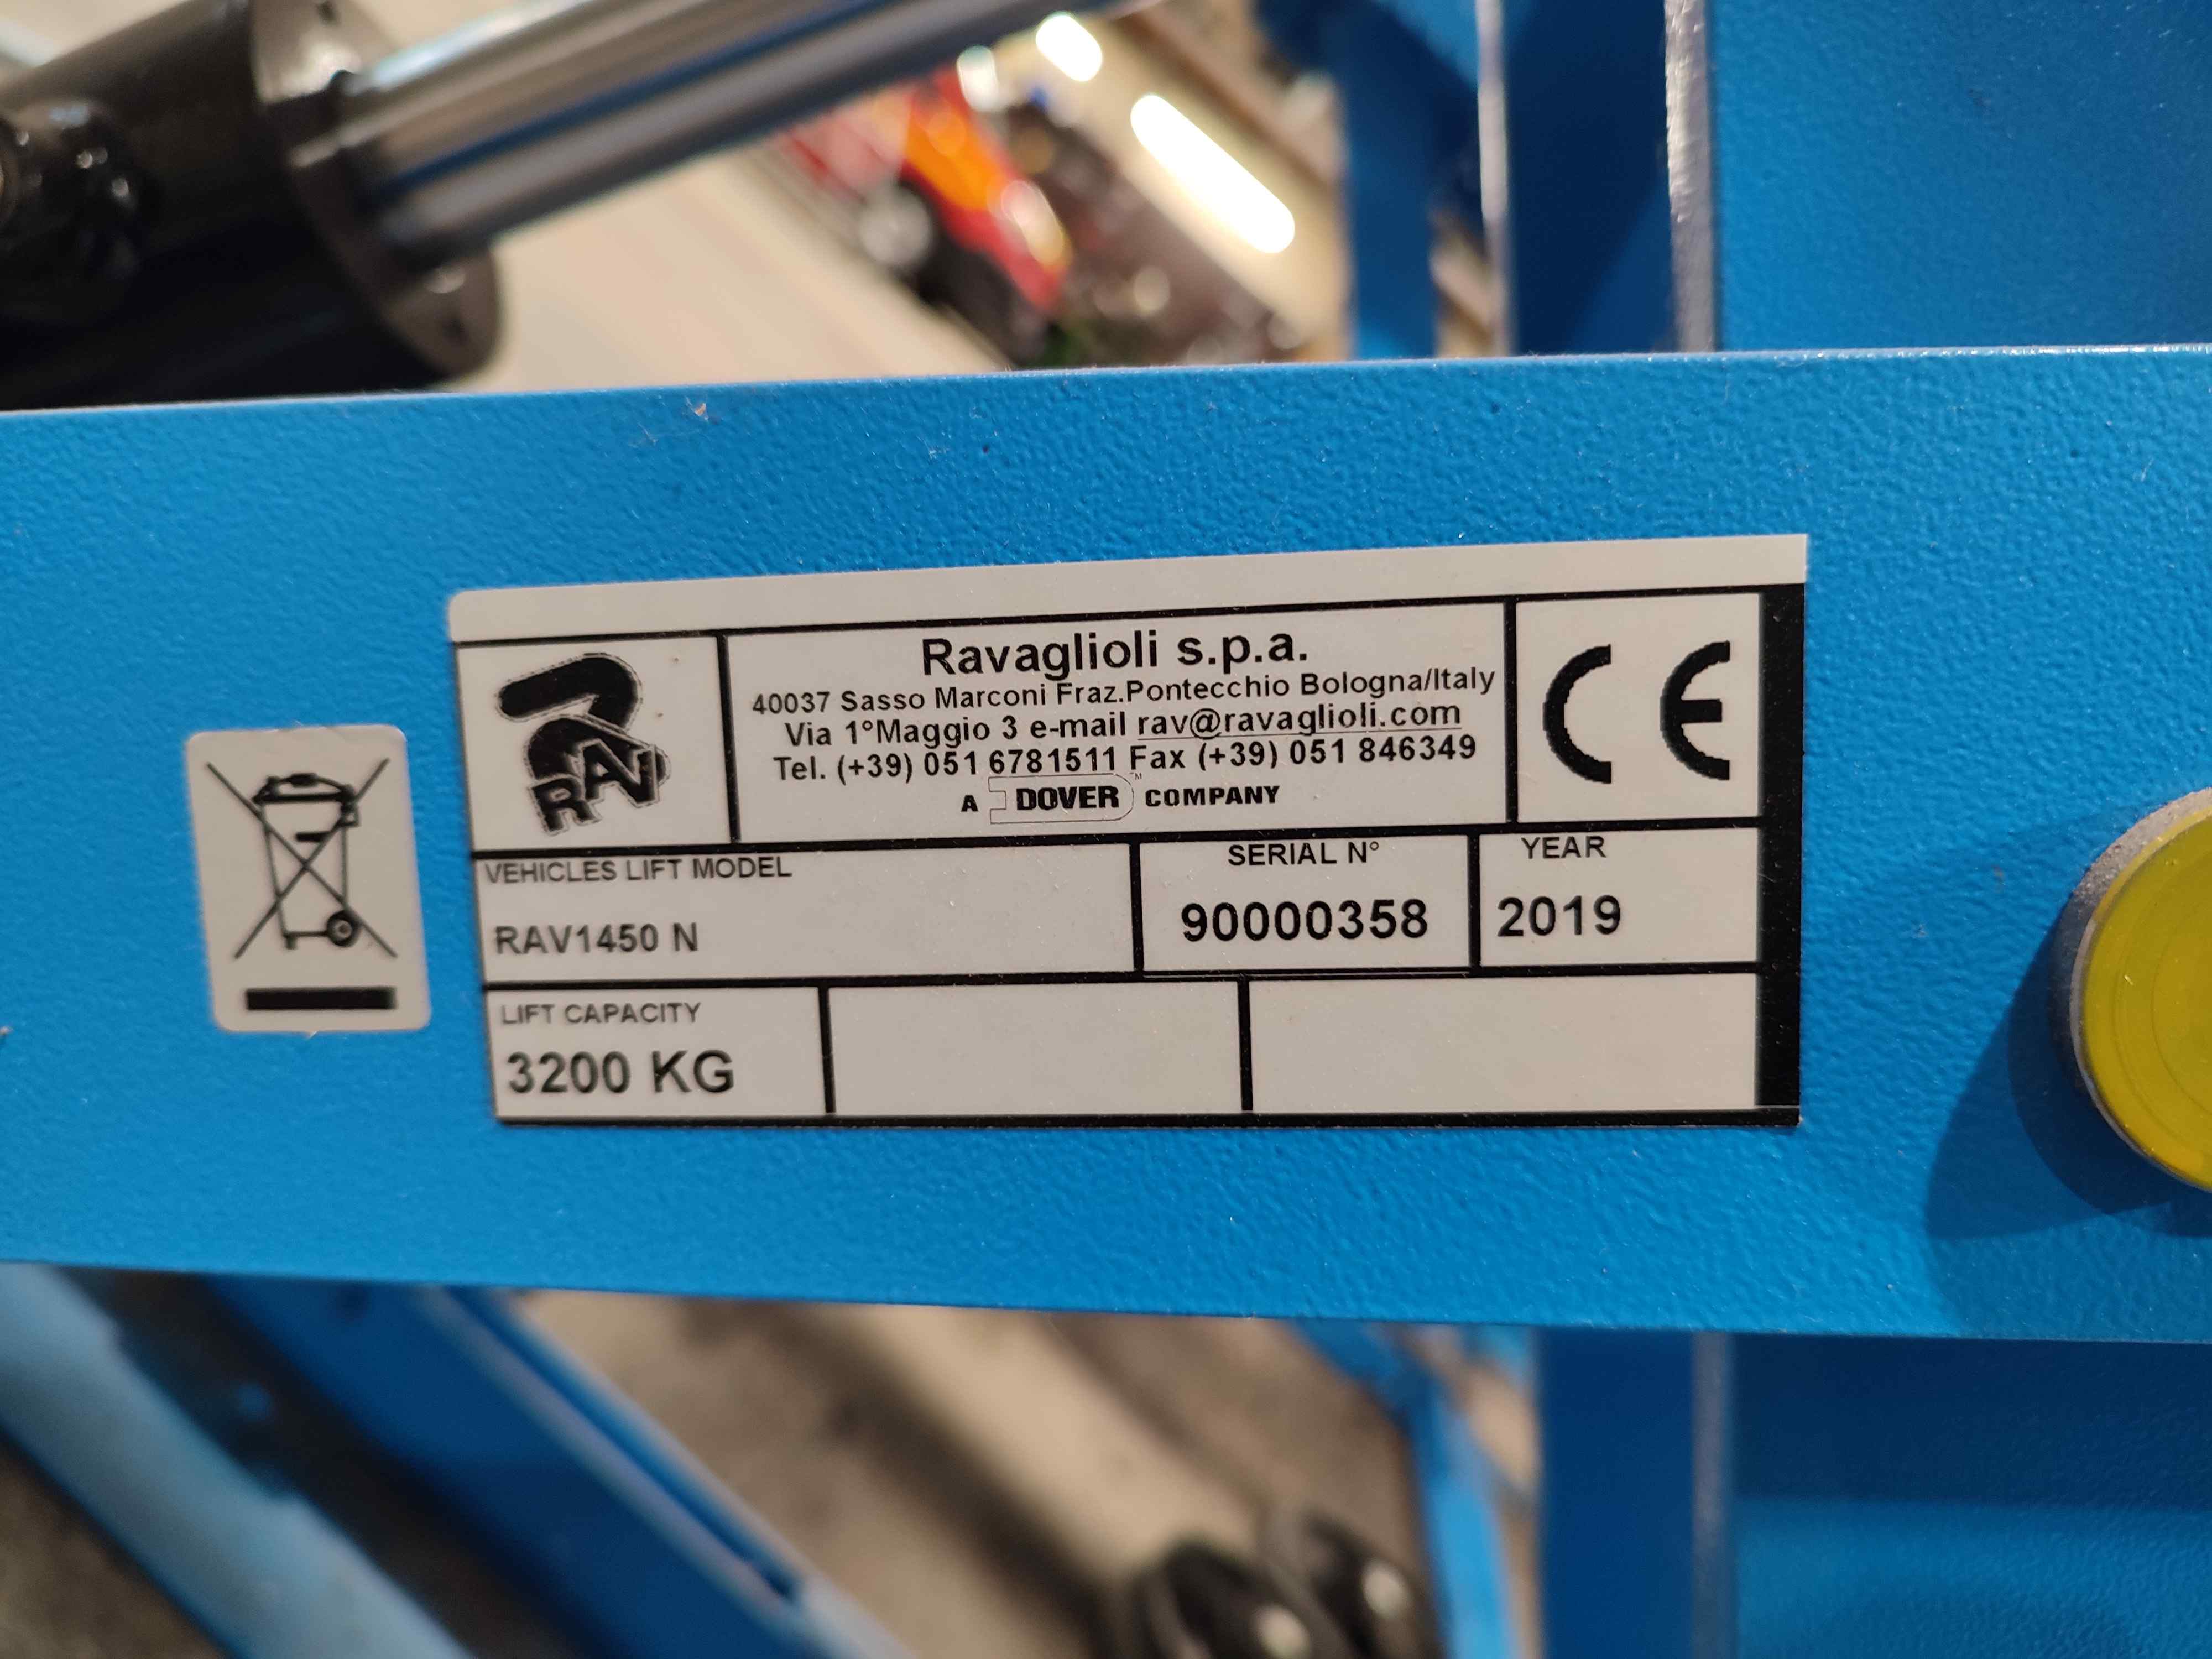 RAV
Ravaglioli s.p.a.
40037 Sasso Marconi Fraz.Pontecchio Bologna/Italy
Via 1°Maggio 3 e-mail rav@ravaglioli.com
Tel. (+39) 051 6781511 Fax (+39) 051 846349
A DOVER™ COMPANY
CE
VEHICLES LIFT MODEL
RAV1450 N
SERIAL N°
90000358
YEAR
2019
LIFT CAPACITY
3200 KG